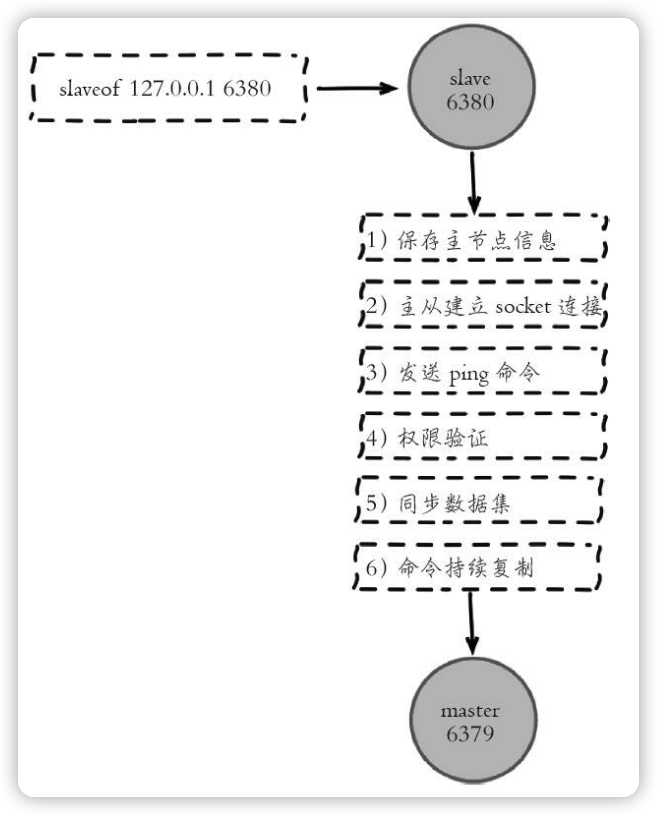 slaveof 127.0.0.1 6380
slave
6380
1）保存主节点信息
2）主从建立 socket 连接
3）发送 ping 命令
4）权限验证
5）同步数据集
6）命令持续复制
master
6379